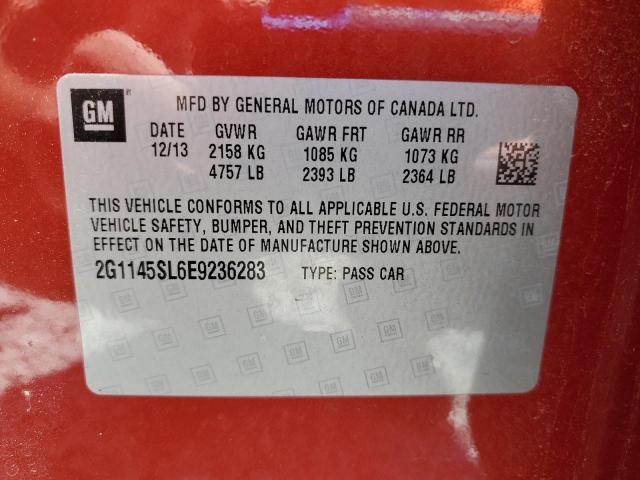 GM
MFD BY GENERAL MOTORS OF CANADA LTD.
DATE GVWR GAWR FRT GAWR RR
12/13 2158 KG 1085 KG 1073 KG
4757 LB 2393 LB 2364 LB
THIS VEHICLE CONFORMS TO ALL APPLICABLE U.S. FEDERAL MOTOR
VEHICLE SAFETY, BUMPER, AND THEFT PREVENTION STANDARDS IN
EFFECT ON THE DATE OF MANUFACTURE SHOWN ABOVE.
2G1145SL6E9236283 TYPE: PASS CAR